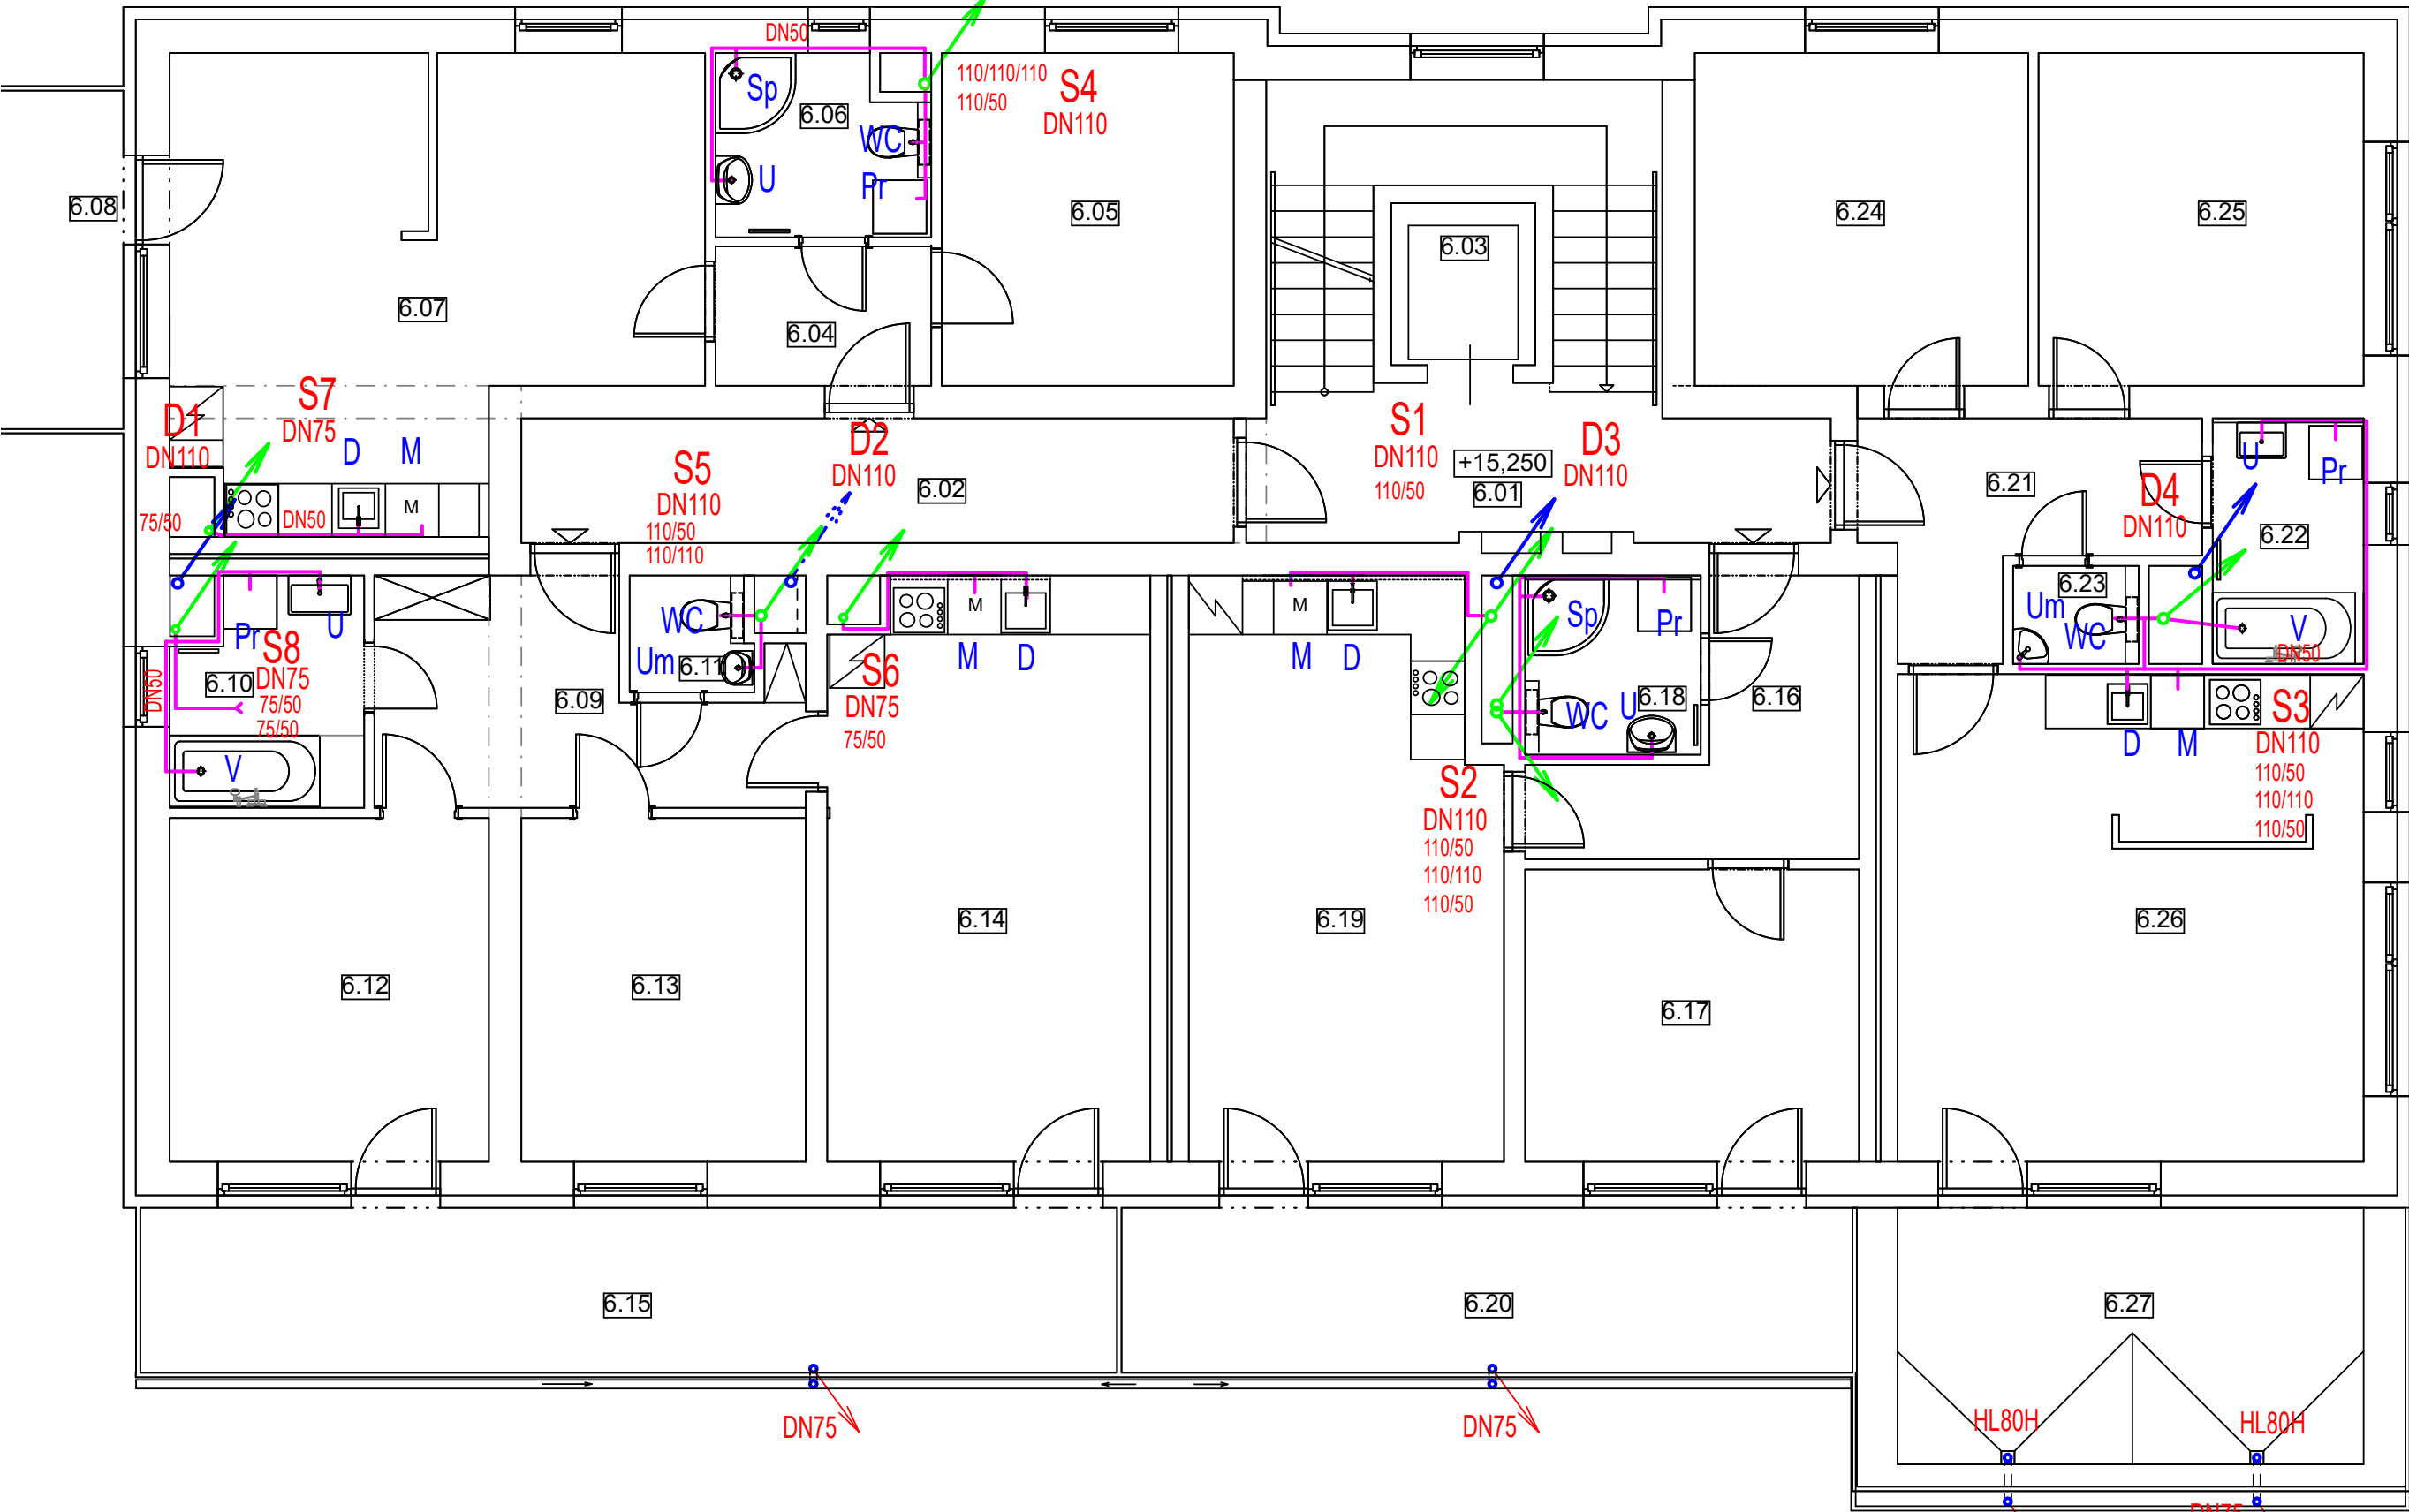 DN50
110/110/110
110/50
S4
DN110
Sp
6.06
WC
U
Pr
6.08
6.05
6.03
6.24
6.25
6.07
6.04
S7
DN75
D1
DN110
D
M
D2
DN110
S5
DN110
110/50
110/110
6.02
S1
DN110
110/50
+15,250
6.01
D3
DN110
6.21
D4
DN110
U
Pr
6.22
75/50
DN50
M
Pr
U
S8
DN75
75/50
75/50
6.10
DN50
V
6.09
WC
Um
6.11
M
M
D
S6
DN75
75/50
M
M
D
Sp
Pr
WC
U
6.18
6.16
6.23
Um
WC
V
DN50
D
M
S3
DN110
110/50
110/110
110/50
S2
DN110
110/50
110/110
110/50
6.12
6.13
6.14
6.19
6.17
6.26
6.15
6.20
6.27
DN75
DN75
HL80H
HL80H
DN75